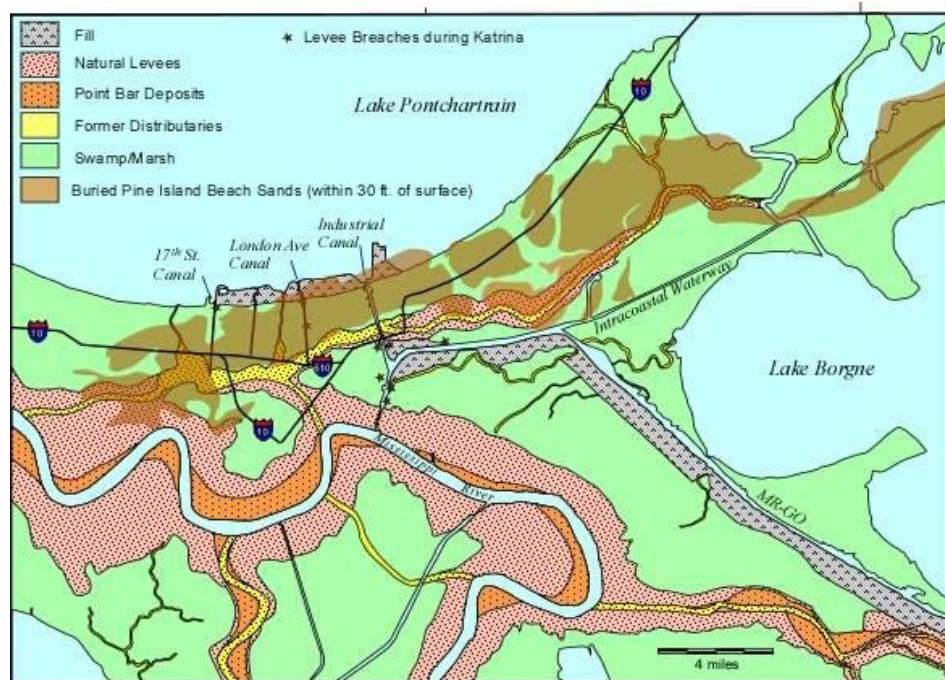 Fill
★ Levee Breaches during Katrina
Natural Levees
Point Bar Deposits
Former Distributaries
Swamp/Marsh
Buried Pine Island Beach Sands (within 30 ft. of surface)
Lake Pontchartrain
10
Industrial
Canal
London Ave
Canal
17th St.
Canal
Intracoastal Waterway
10
610
Lake Borgne
10
Mississippi
River
MR-GO
4 miles